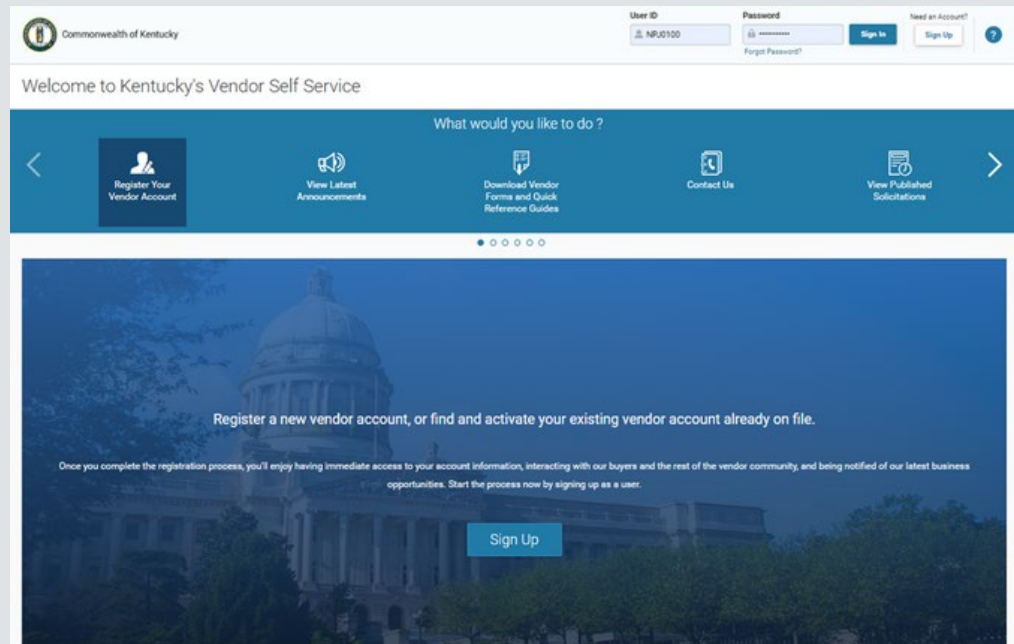 Commonwealth of Kentucky
User ID
NPJ0100
Password
••••••••••
Forgot Password?
Sign In
Need an Account?
Sign Up
?
Welcome to Kentucky's Vendor Self Service
What would you like to do ?
Register Your
Vendor Account
View Latest
Announcements
Download Vendor
Forms and Quick
Reference Guides
Contact Us
View Published
Solicitations
Register a new vendor account, or find and activate your existing vendor account already on file.
Once you complete the registration process, you'll enjoy having immediate access to your account information, interacting with our buyers and the rest of the vendor community, and being notified of our latest business
opportunities. Start the process now by signing up as a user.
Sign Up